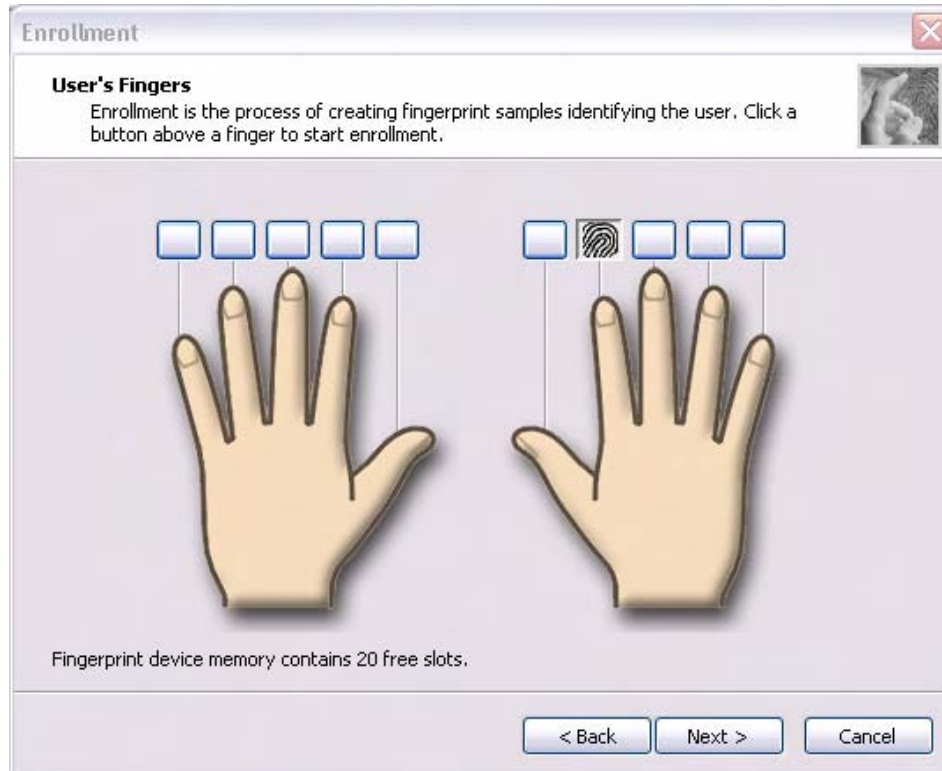 Enrollment
User's Fingers
Enrollment is the process of creating fingerprint samples identifying the user. Click a
button above a finger to start enrollment.
Fingerprint device memory contains 20 free slots.
< Back
Next >
Cancel